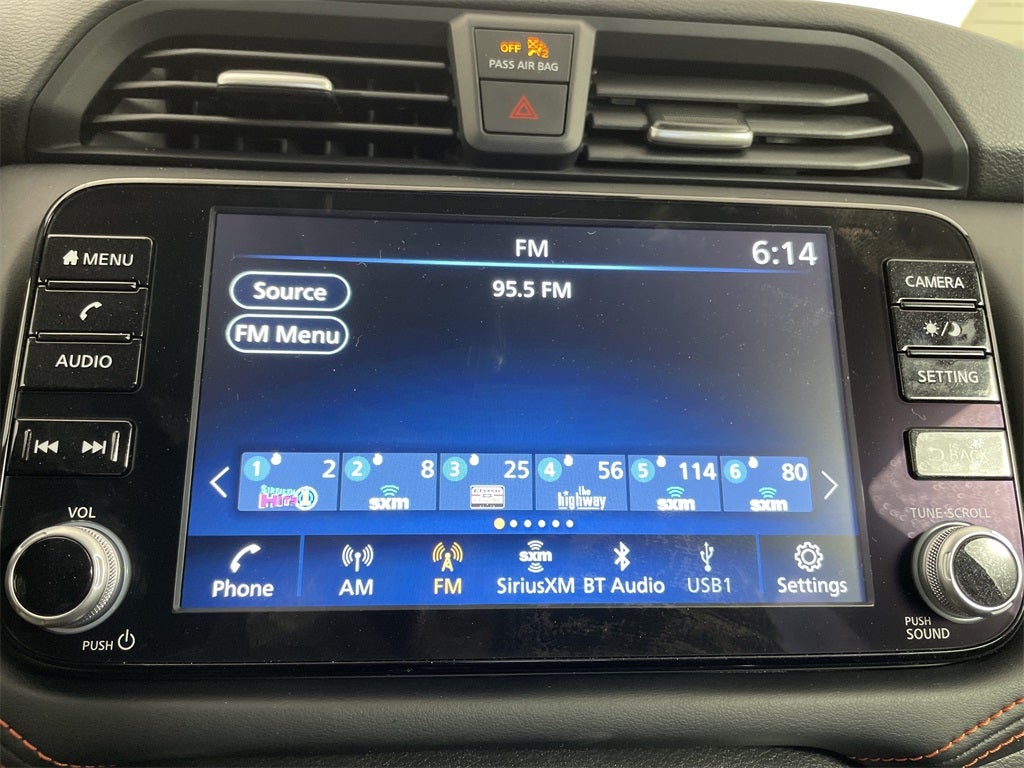 OFF 2
PASS AIR BAG
MENU
AUDIO
VOL
PUSH
FM
6:14
95.5 FM
Source
FM Menu
1 2
2 8 sxm
3 25
4 56 the highway
5 114 sxm
6 80 sxm
Phone
AM
FM
sxm
SiriusXM
BT Audio
USB1
Settings
CAMERA
SETTING
BACK
TUNE·SCROLL
PUSH
SOUND